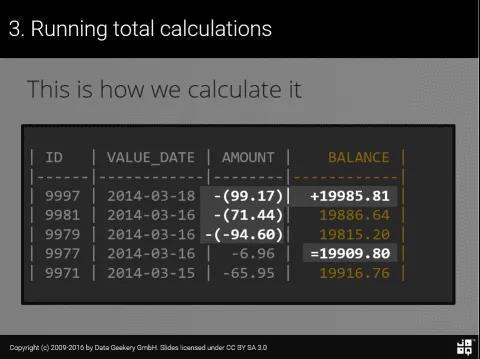 3. Running total calculations
This is how we calculate it
| ID | VALUE_DATE | AMOUNT | BALANCE |
|------|------------|--------|------------|
| 9997 | 2014-03-18 | -(99.17)| +19985.81 |
| 9981 | 2014-03-16 | -(71.44)| 19886.64 |
| 9979 | 2014-03-16 |-(-94.60)| 19815.20 |
| 9977 | 2014-03-16 | -6.96 | =19909.80 |
| 9971 | 2014-03-15 | -65.95 | 19916.76 |
Copyright (c) 2009-2016 by Data Geekery GmbH. Slides licensed under CC BY SA 3.0